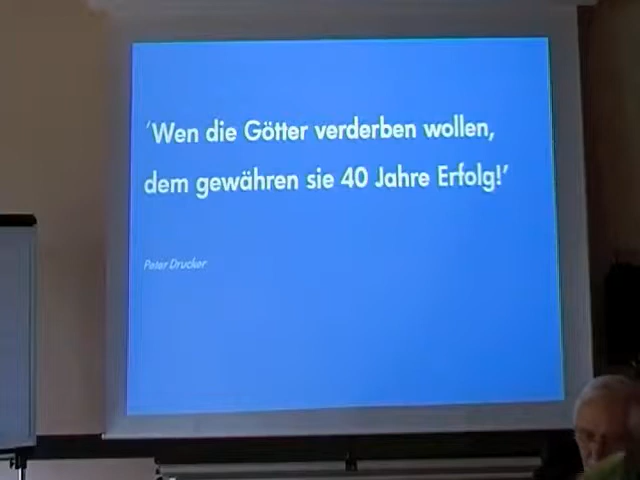 ‘Wen die Götter verderben wollen,
dem gewähren sie 40 Jahre Erfolg!’
Peter Drucker